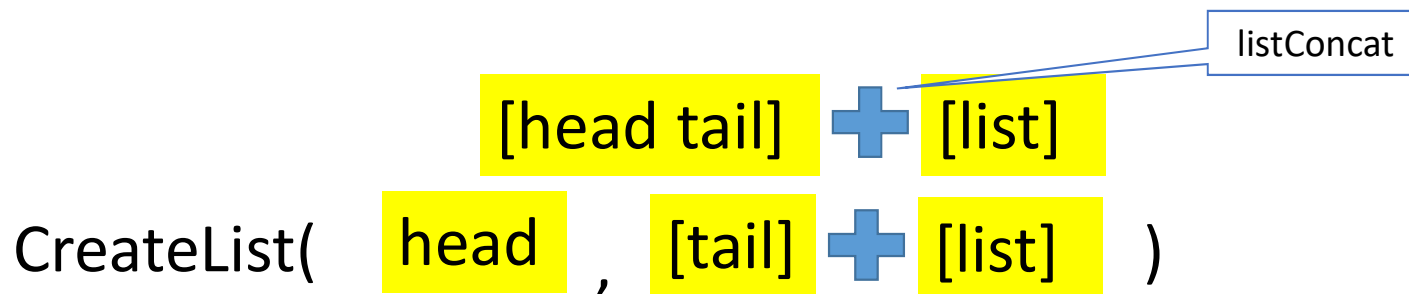 listConcat
[head tail] [list]
CreateList( head , [tail] [list] )